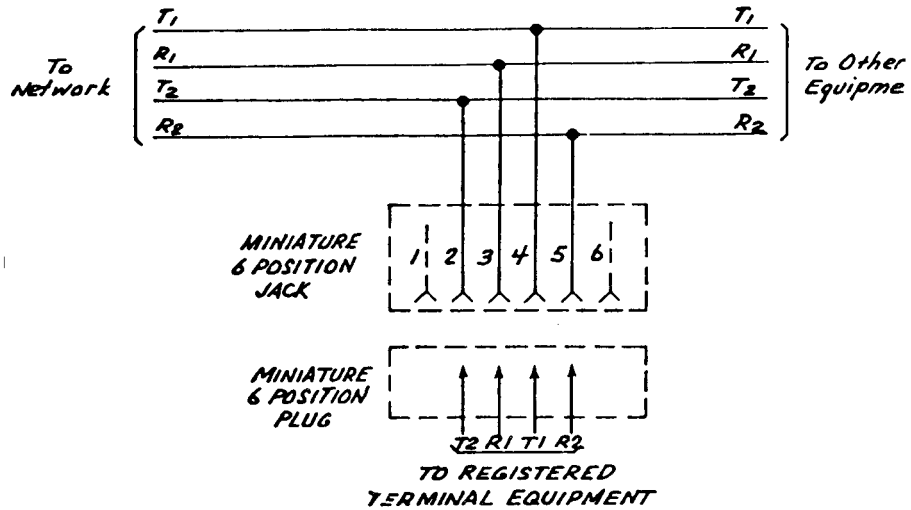 T1 T1
R1 R1
To
Network
T2 T2
R2 R2
To Other
Equipme
MINIATURE
6 POSITION
JACK
1 2 3 4 5 6
MINIATURE
6 POSITION
PLUG
T2 R1 T1 R2
TO REGISTERED
TERMINAL EQUIPMENT